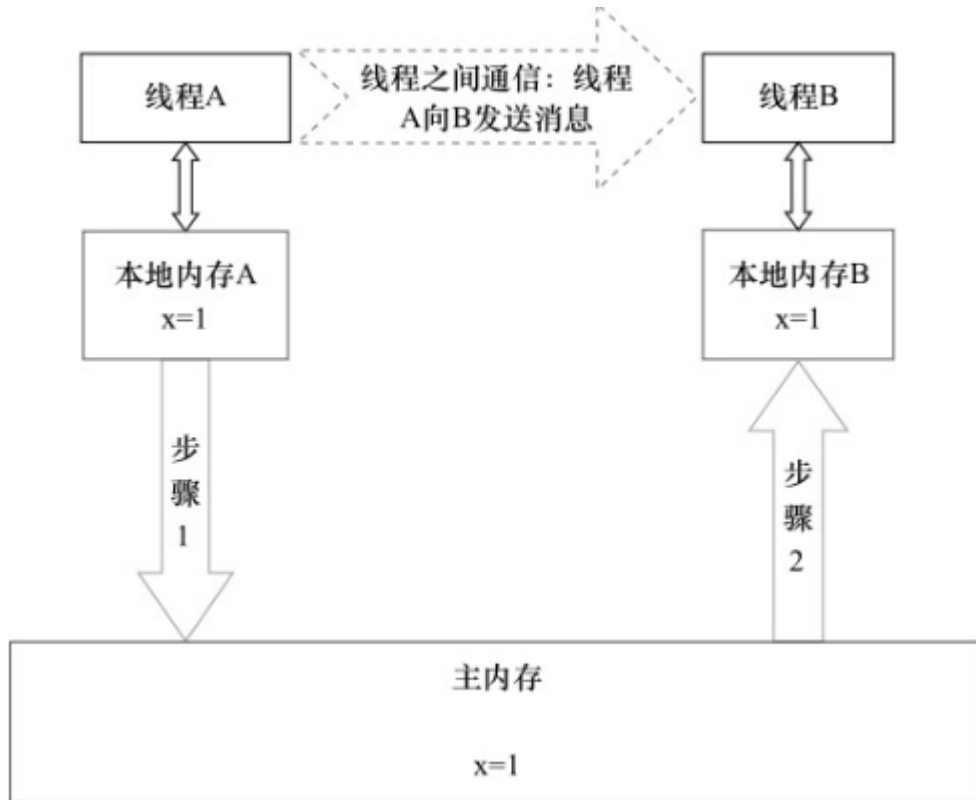 线程A
线程之间通信：线程
A向B发送消息
线程B
本地内存A
x=1
本地内存B
x=1
步
骤
1
步
骤
2
主内存
x=1